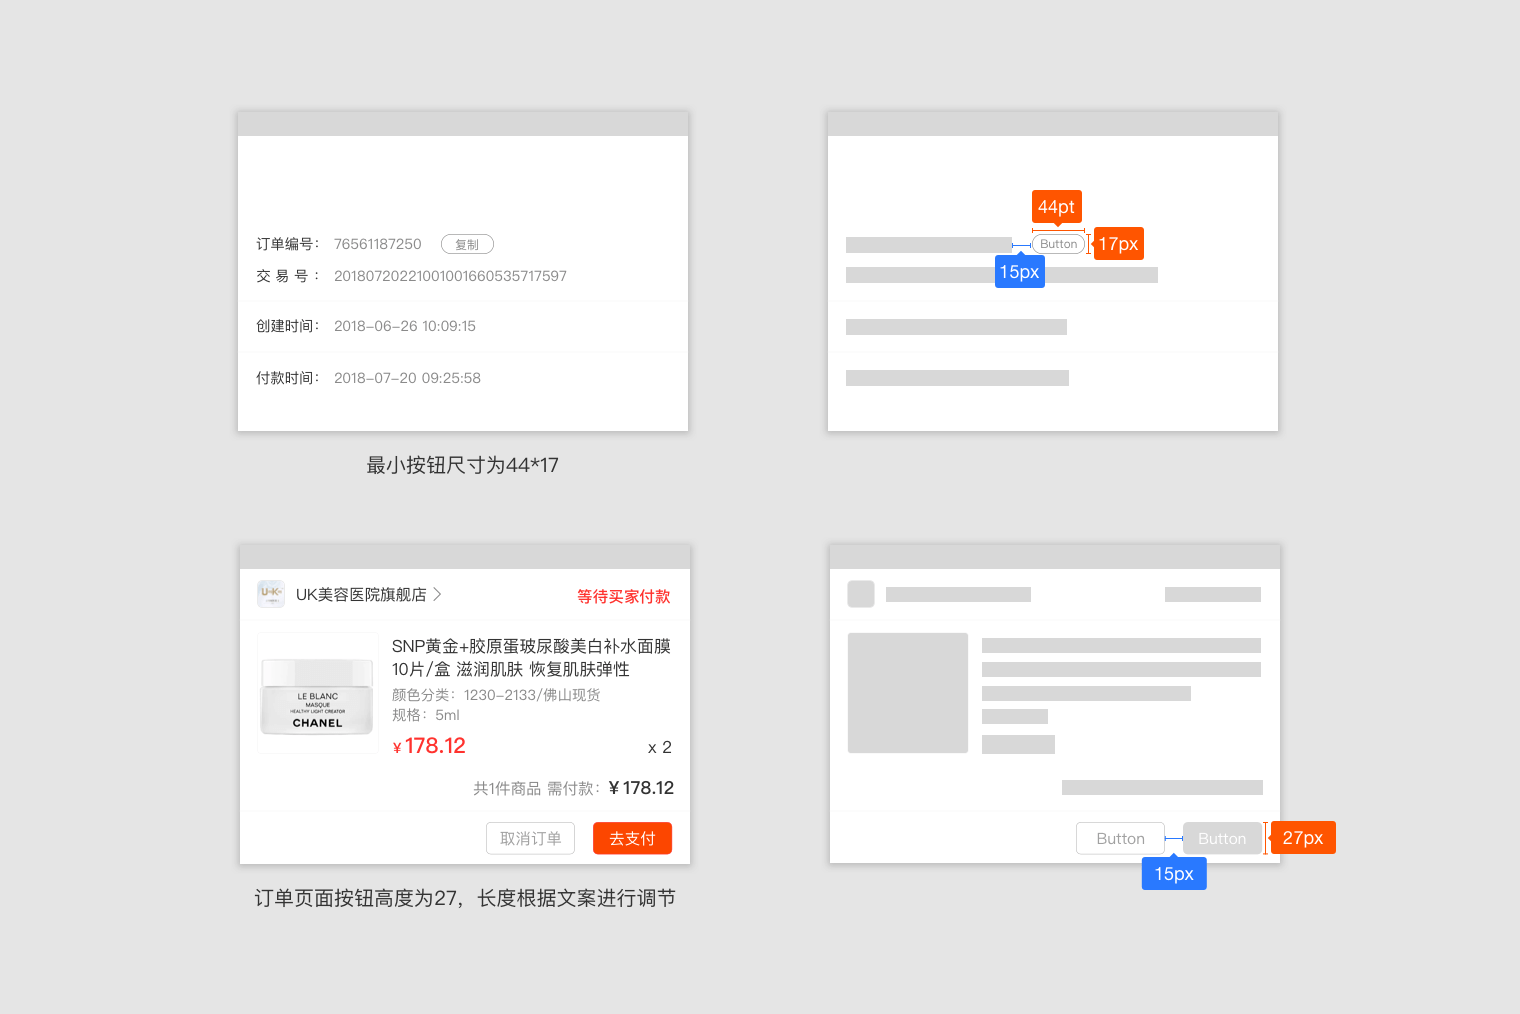 订单编号： 76561187250 复制
交 易 号 ： 20180720221001001660535717597
创建时间： 2018-06-26 10:09:15
付款时间： 2018-07-20 09:25:58
最小按钮尺寸为44*17
44pt
Button
17px
15px
UK美容医院旗舰店
等待买家付款
LE BLANC
MASQUE
HEALTHY LIGHT CREATOR
CHANEL
SNP黄金+胶原蛋玻尿酸美白补水面膜
10片/盒 滋润肌肤 恢复肌肤弹性
颜色分类：1230-2133/佛山现货
规格：5ml
¥ 178.12
x 2
共1件商品 需付款：¥ 178.12
取消订单
去支付
订单页面按钮高度为27，长度根据文案进行调节
Button
Button
27px
15px